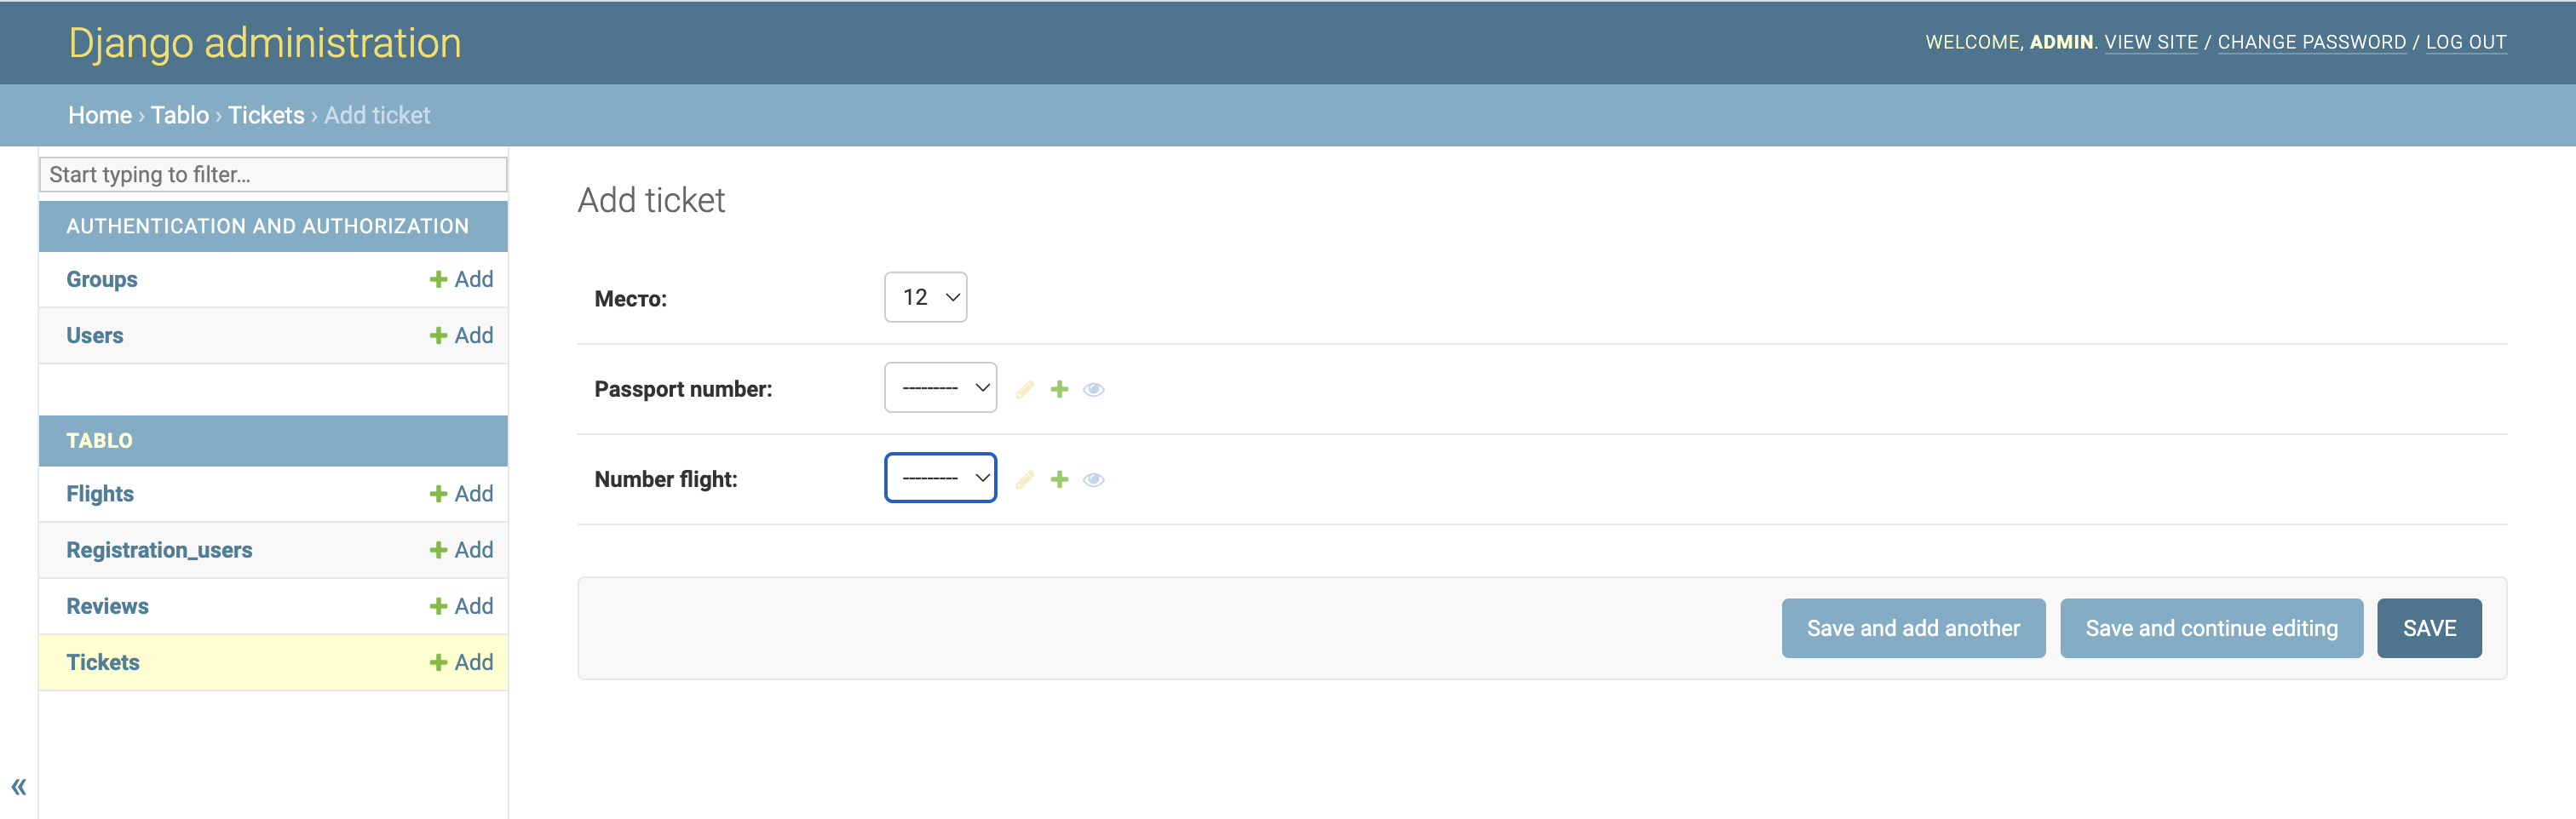 Django administration
WELCOME, ADMIN. VIEW SITE / CHANGE PASSWORD / LOG OUT
Home › Tablo › Tickets › Add ticket
Start typing to filter...
AUTHENTICATION AND AUTHORIZATION
Groups + Add
Users + Add
TABLO
Flights + Add
Registration_users + Add
Reviews + Add
Tickets + Add
«
Add ticket
Место: 12
Passport number: ---------
Number flight: ---------
Save and add another Save and continue editing SAVE